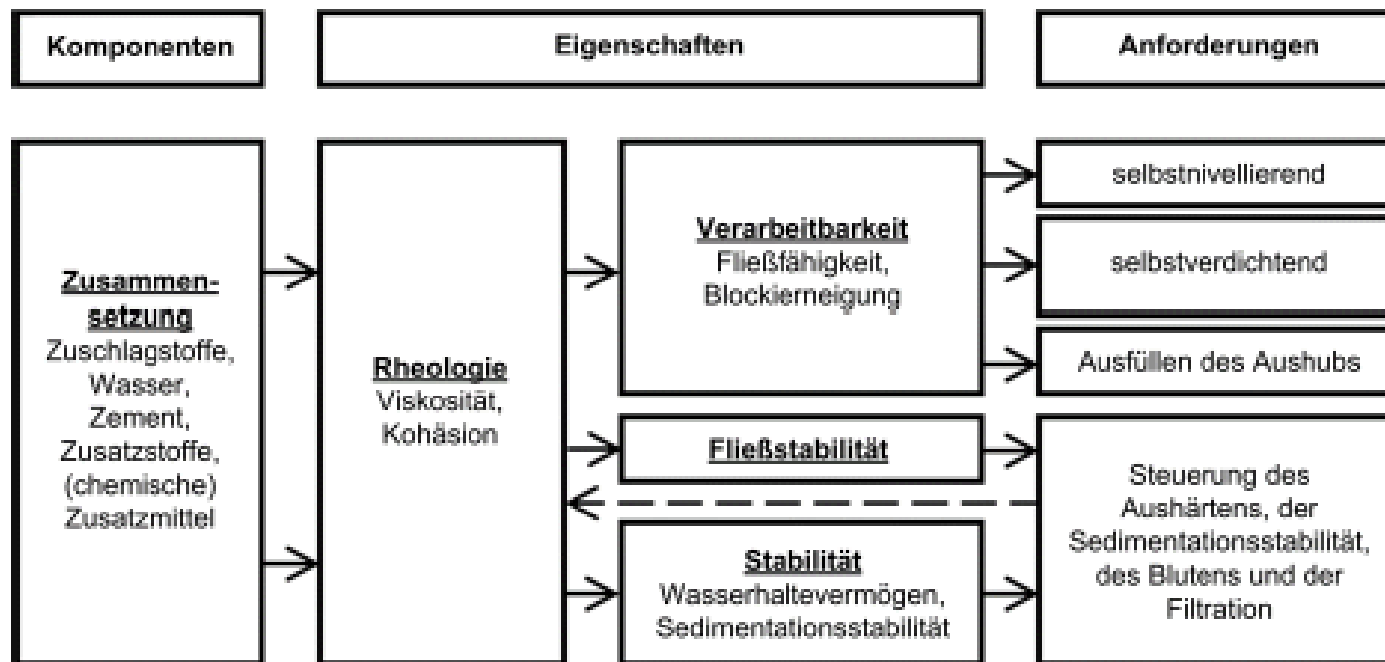 Komponenten
Eigenschaften
Anforderungen
Zusammen-
setzung
Zuschlagstoffe,
Wasser,
Zement,
Zusatzstoffe,
(chemische)
Zusatzmittel
Rheologie
Viskosität,
Kohäsion
Verarbeitbarkeit
Fließfähigkeit,
Blockierneigung
Fließstabilität
Stabilität
Wasserhaltevermögen,
Sedimentationsstabilität
selbstnivellierend
selbstverdichtend
Ausfüllen des Aushubs
Steuerung des
Aushärtens, der
Sedimentationsstabilität,
des Blutens und der
Filtration